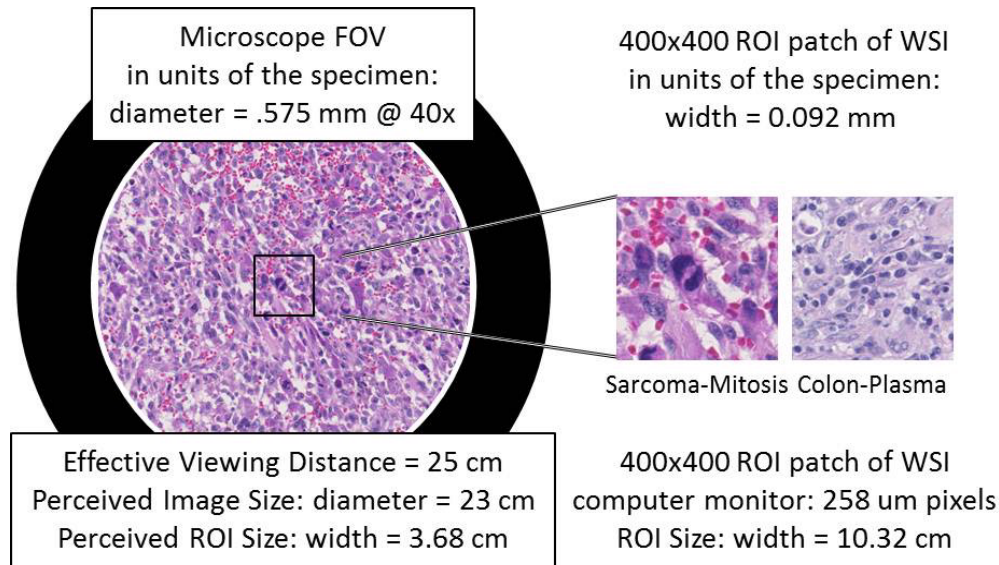 Microscope FOV
in units of the specimen:
diameter = .575 mm @ 40x
400x400 ROI patch of WSI
in units of the specimen:
width = 0.092 mm
Sarcoma-Mitosis Colon-Plasma
Effective Viewing Distance = 25 cm
Perceived Image Size: diameter = 23 cm
Perceived ROI Size: width = 3.68 cm
400x400 ROI patch of WSI
computer monitor: 258 um pixels
ROI Size: width = 10.32 cm